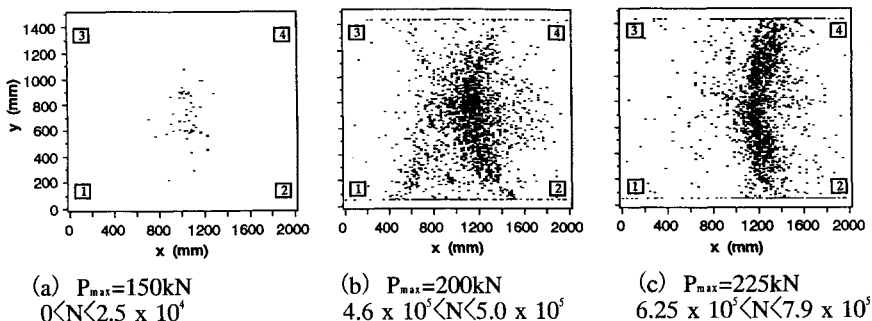 1400
1200
1000
800
600
400
200
0
y (mm)
3 4
1 2
0 400 800 1200 1600 2000
x (mm)
3 4
1 2
0 400 800 1200 1600 2000
x (mm)
3 4
1 2
0 400 800 1200 1600 2000
x (mm)
(a) Pmax=150kN
0<N<2.5 x 10⁴
(b) Pmax=200kN
4.6 x 10⁵<N<5.0 x 10⁵
(c) Pmax=225kN
6.25 x 10⁵<N<7.9 x 10⁵